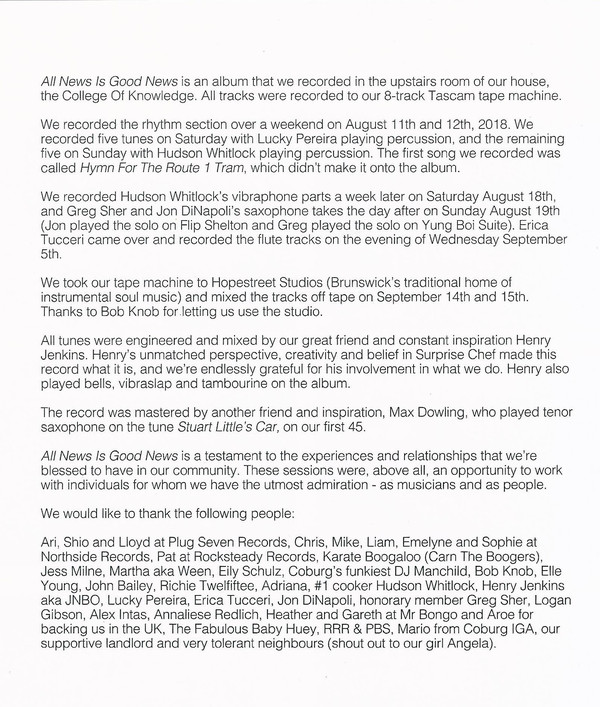 All News Is Good News is an album that we recorded in the upstairs room of our house,
the College Of Knowledge. All tracks were recorded to our 8-track Tascam tape machine.
We recorded the rhythm section over a weekend on August 11th and 12th, 2018. We
recorded five tunes on Saturday with Lucky Pereira playing percussion, and the remaining
five on Sunday with Hudson Whitlock playing percussion. The first song we recorded was
called Hymn For The Route 1 Tram, which didn't make it onto the album.
We recorded Hudson Whitlock's vibraphone parts a week later on Saturday August 18th,
and Greg Sher and Jon DiNapoli's saxophone takes the day after on Sunday August 19th
(Jon played the solo on Flip Shelton and Greg played the solo on Yung Boi Suite). Erica
Tucceri came over and recorded the flute tracks on the evening of Wednesday September
5th.
We took our tape machine to Hopestreet Studios (Brunswick's traditional home of
instrumental soul music) and mixed the tracks off tape on September 14th and 15th.
Thanks to Bob Knob for letting us use the studio.
All tunes were engineered and mixed by our great friend and constant inspiration Henry
Jenkins. Henry's unmatched perspective, creativity and belief in Surprise Chef made this
record what it is, and we're endlessly grateful for his involvement in what we do. Henry also
played bells, vibraslap and tambourine on the album.
The record was mastered by another friend and inspiration, Max Dowling, who played tenor
saxophone on the tune Stuart Little's Car, on our first 45.
All News Is Good News is a testament to the experiences and relationships that we're
blessed to have in our community. These sessions were, above all, an opportunity to work
with individuals for whom we have the utmost admiration - as musicians and as people.
We would like to thank the following people:
Ari, Shio and Lloyd at Plug Seven Records, Chris, Mike, Liam, Emelyne and Sophie at
Northside Records, Pat at Rocksteady Records, Karate Boogaloo (Carn The Boogers),
Jess Milne, Martha aka Ween, Eily Schulz, Coburg's funkiest DJ Manchild, Bob Knob, Elle
Young, John Bailey, Richie Twelfiftee, Adriana, #1 cooker Hudson Whitlock, Henry Jenkins
aka JNBO, Lucky Pereira, Erica Tucceri, Jon DiNapoli, honorary member Greg Sher, Logan
Gibson, Alex Intas, Annaliese Redlich, Heather and Gareth at Mr Bongo and Aroe for
backing us in the UK, The Fabulous Baby Huey, RRR & PBS, Mario from Coburg IGA, our
supportive landlord and very tolerant neighbours (shout out to our girl Angela).